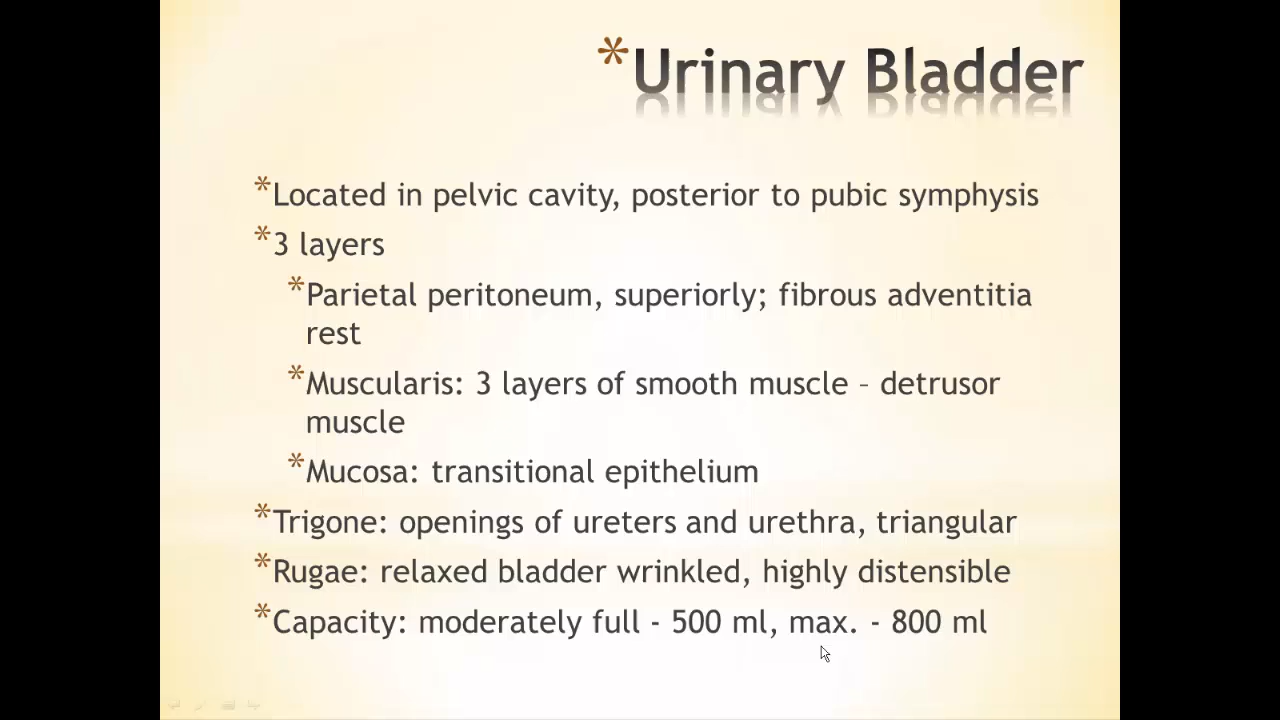 *Urinary Bladder
*Located in pelvic cavity, posterior to pubic symphysis
*3 layers
*Parietal peritoneum, superiorly; fibrous adventitia
rest
*Muscularis: 3 layers of smooth muscle – detrusor
muscle
*Mucosa: transitional epithelium
*Trigone: openings of ureters and urethra, triangular
*Rugae: relaxed bladder wrinkled, highly distensible
*Capacity: moderately full - 500 ml, max. - 800 ml